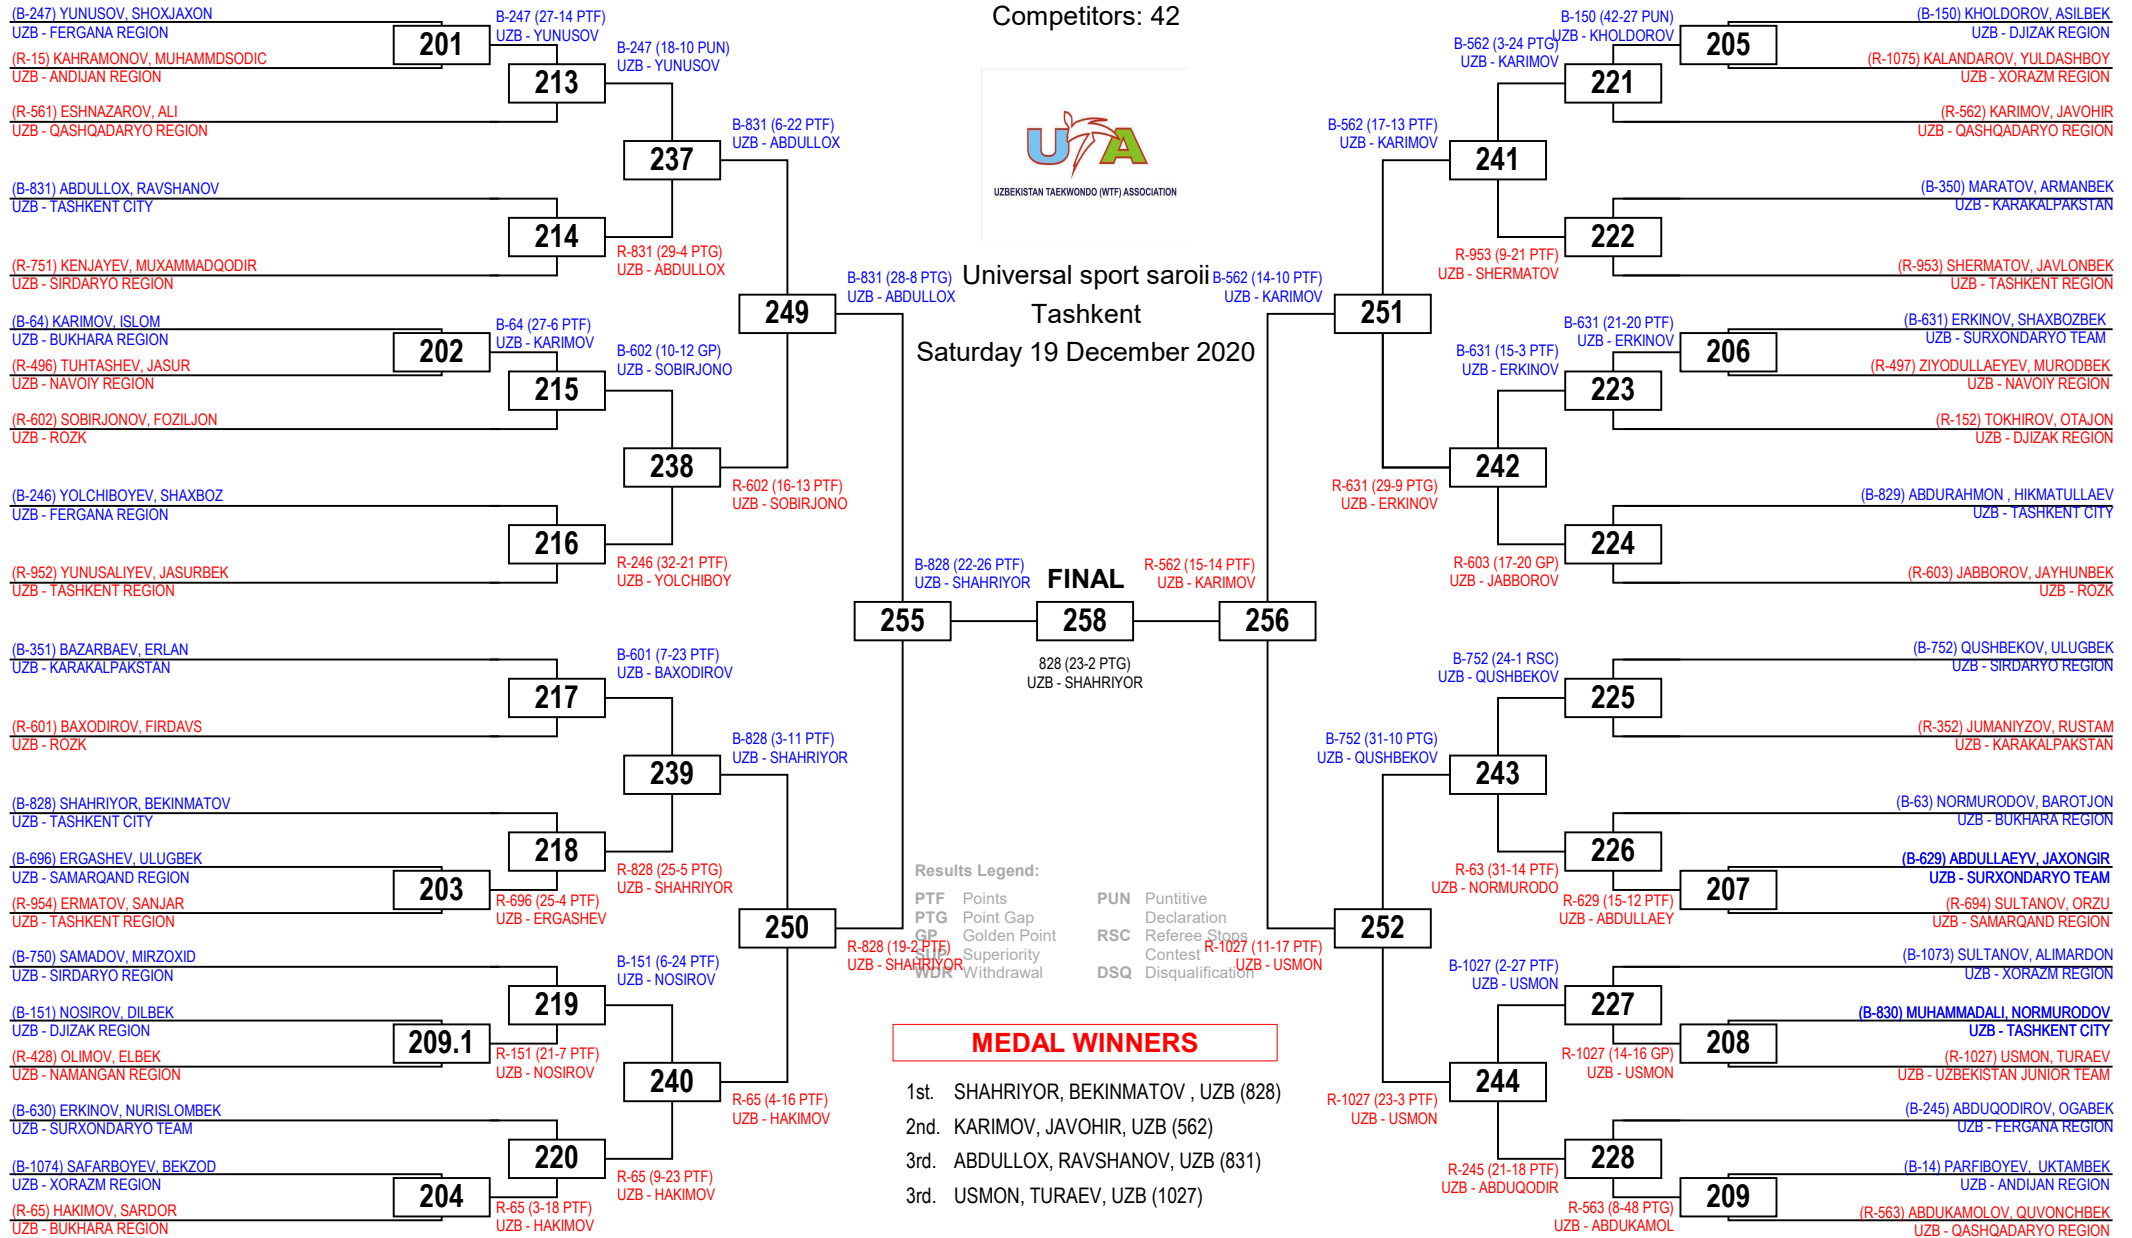 Competitors: 42
UTA
UZBEKISTAN TAEKWONDO (WTF) ASSOCIATION
Universal sport saroii
Tashkent
Saturday 19 December 2020
(B-247) YUNUSOV, SHOXJAXON
UZB - FERGANA REGION
(R-15) KAHRAMONOV, MUHAMMDSODIC
UZB - ANDIJAN REGION
(R-561) ESHNAZAROV, ALI
UZB - QASHQADARYO REGION
(B-831) ABDULLOX, RAVSHANOV
UZB - TASHKENT CITY
(R-751) KENJAYEV, MUXAMMADQODIR
UZB - SIRDARYO REGION
(B-64) KARIMOV, ISLOM
UZB - BUKHARA REGION
(R-496) TUHTASHEV, JASUR
UZB - NAVOIY REGION
(R-602) SOBIRJONOV, FOZILJON
UZB - ROZK
(B-246) YOLCHIBOYEV, SHAXBOZ
UZB - FERGANA REGION
(R-952) YUNUSALIYEV, JASURBEK
UZB - TASHKENT REGION
(B-351) BAZARBAEV, ERLAN
UZB - KARAKALPAKSTAN
(R-601) BAXODIROV, FIRDAVS
UZB - ROZK
(B-828) SHAHRIYOR, BEKINMATOV
UZB - TASHKENT CITY
(B-696) ERGASHEV, ULUGBEK
UZB - SAMARQAND REGION
(R-954) ERMATOV, SANJAR
UZB - TASHKENT REGION
(B-750) SAMADOV, MIRZOXID
UZB - SIRDARYO REGION
(B-151) NOSIROV, DILBEK
UZB - DJIZAK REGION
(R-428) OLIMOV, ELBEK
UZB - NAMANGAN REGION
(B-630) ERKINOV, NURISLOMBEK
UZB - SURXONDARYO TEAM
(B-1074) SAFARBOYEV, BEKZOD
UZB - XORAZM REGION
(R-65) HAKIMOV, SARDOR
UZB - BUKHARA REGION
201
202
203
209.1
204
B-247 (27-14 PTF)
UZB - YUNUSOV
B-64 (27-6 PTF)
UZB - KARIMOV
R-696 (25-4 PTF)
UZB - ERGASHEV
R-151 (21-7 PTF)
UZB - NOSIROV
R-65 (3-18 PTF)
UZB - HAKIMOV
213
214
215
216
217
218
219
220
B-247 (18-10 PUN)
UZB - YUNUSOV
R-831 (29-4 PTG)
UZB - ABDULLOX
B-602 (10-12 GP)
UZB - SOBIRJONO
R-246 (32-21 PTF)
UZB - YOLCHIBOY
B-601 (7-23 PTF)
UZB - BAXODIROV
R-828 (25-5 PTG)
UZB - SHAHRIYOR
B-151 (6-24 PTF)
UZB - NOSIROV
R-65 (9-23 PTF)
UZB - HAKIMOV
237
238
239
240
B-831 (6-22 PTF)
UZB - ABDULLOX
R-602 (16-13 PTF)
UZB - SOBIRJONO
B-828 (3-11 PTF)
UZB - SHAHRIYOR
R-65 (4-16 PTF)
UZB - HAKIMOV
249
250
B-831 (28-8 PTG)
UZB - ABDULLOX
R-828 (19-2 PTF)
UZB - SHAHRIYOR
255
B-828 (22-26 PTF)
UZB - SHAHRIYOR
FINAL
258
828 (23-2 PTG)
UZB - SHAHRIYOR
R-562 (15-14 PTF)
UZB - KARIMOV
256
B-562 (14-10 PTF)
UZB - KARIMOV
R-1027 (11-17 PTF)
UZB - USMON
251
252
B-562 (17-13 PTF)
UZB - KARIMOV
R-631 (29-9 PTG)
UZB - ERKINOV
B-752 (31-10 PTG)
UZB - QUSHBEKOV
R-1027 (23-3 PTF)
UZB - USMON
241
242
243
244
B-562 (3-24 PTG)
UZB - KARIMOV
R-953 (9-21 PTF)
UZB - SHERMATOV
B-631 (15-3 PTF)
UZB - ERKINOV
R-603 (17-20 GP)
UZB - JABBOROV
B-752 (24-1 RSC)
UZB - QUSHBEKOV
R-63 (31-14 PTF)
UZB - NORMURODO
B-1027 (2-27 PTF)
UZB - USMON
R-245 (21-18 PTF)
UZB - ABDUQODIR
221
222
223
224
225
226
227
228
B-150 (42-27 PUN)
UZB - KHOLDOROV
B-631 (21-20 PTF)
UZB - ERKINOV
R-629 (15-12 PTF)
UZB - ABDULLAEY
R-1027 (14-16 GP)
UZB - USMON
R-563 (8-48 PTG)
UZB - ABDUKAMOL
205
206
207
208
209
(B-150) KHOLDOROV, ASILBEK
UZB - DJIZAK REGION
(R-1075) KALANDAROV, YULDASHBOY
UZB - XORAZM REGION
(R-562) KARIMOV, JAVOHIR
UZB - QASHQADARYO REGION
(B-350) MARATOV, ARMANBEK
UZB - KARAKALPAKSTAN
(R-953) SHERMATOV, JAVLONBEK
UZB - TASHKENT REGION
(B-631) ERKINOV, SHAXBOZBEK
UZB - SURXONDARYO TEAM
(R-497) ZIYODULLAEYEV, MURODBEK
UZB - NAVOIY REGION
(R-152) TOKHIROV, OTAJON
UZB - DJIZAK REGION
(B-829) ABDURAHMON , HIKMATULLAEV
UZB - TASHKENT CITY
(R-603) JABBOROV, JAYHUNBEK
UZB - ROZK
(B-752) QUSHBEKOV, ULUGBEK
UZB - SIRDARYO REGION
(R-352) JUMANIYZOV, RUSTAM
UZB - KARAKALPAKSTAN
(B-63) NORMURODOV, BAROTJON
UZB - BUKHARA REGION
(B-629) ABDULLAEYV, JAXONGIR
UZB - SURXONDARYO TEAM
(R-694) SULTANOV, ORZU
UZB - SAMARQAND REGION
(B-1073) SULTANOV, ALIMARDON
UZB - XORAZM REGION
(B-830) MUHAMMADALI, NORMURODOV
UZB - TASHKENT CITY
(R-1027) USMON, TURAEV
UZB - UZBEKISTAN JUNIOR TEAM
(B-245) ABDUQODIROV, OGABEK
UZB - FERGANA REGION
(B-14) PARFIBOYEV, UKTAMBEK
UZB - ANDIJAN REGION
(R-563) ABDUKAMOLOV, QUVONCHBEK
UZB - QASHQADARYO REGION
Results Legend:
PTF Points
PTG Point Gap
GP Golden Point
SUP Superiority
WDR Withdrawal
PUN Puntitive
Declaration
RSC Referee Stops
Contest
DSQ Disqualification
MEDAL WINNERS
1st. SHAHRIYOR, BEKINMATOV , UZB (828)
2nd. KARIMOV, JAVOHIR, UZB (562)
3rd. ABDULLOX, RAVSHANOV, UZB (831)
3rd. USMON, TURAEV, UZB (1027)